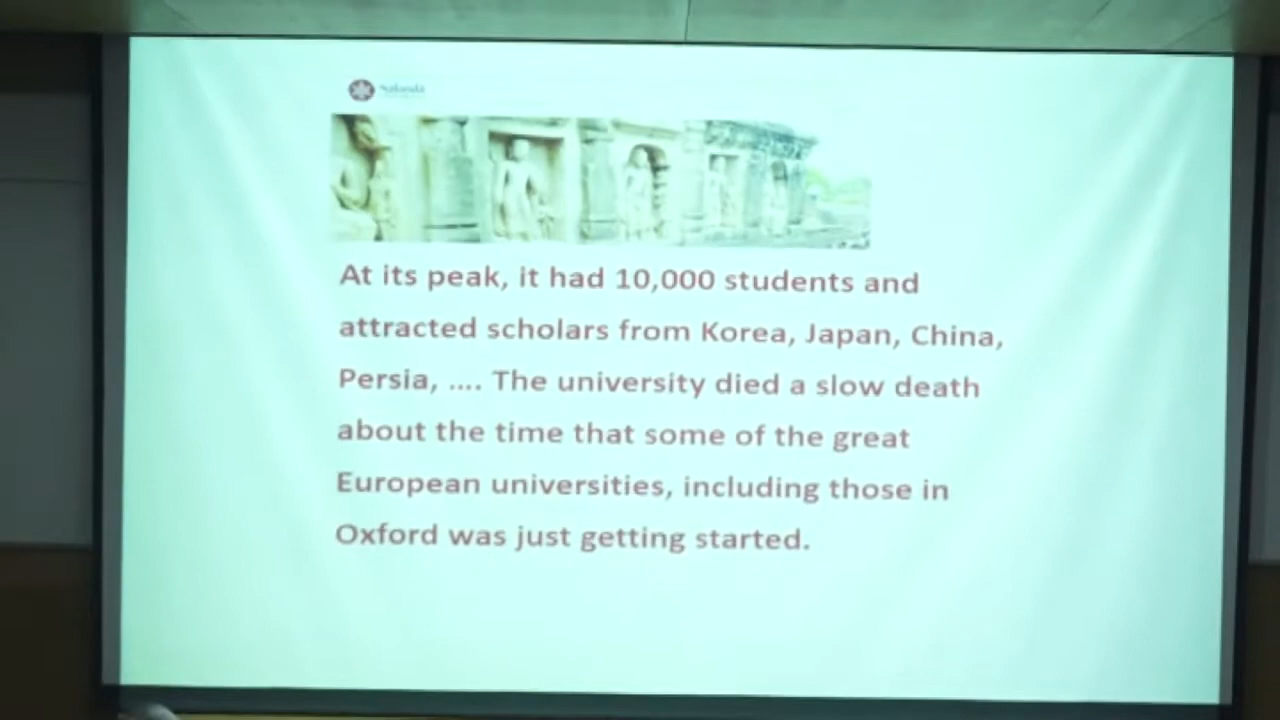 Nalanda
At its peak, it had 10,000 students and
attracted scholars from Korea, Japan, China,
Persia, .... The university died a slow death
about the time that some of the great
European universities, including those in
Oxford was just getting started.